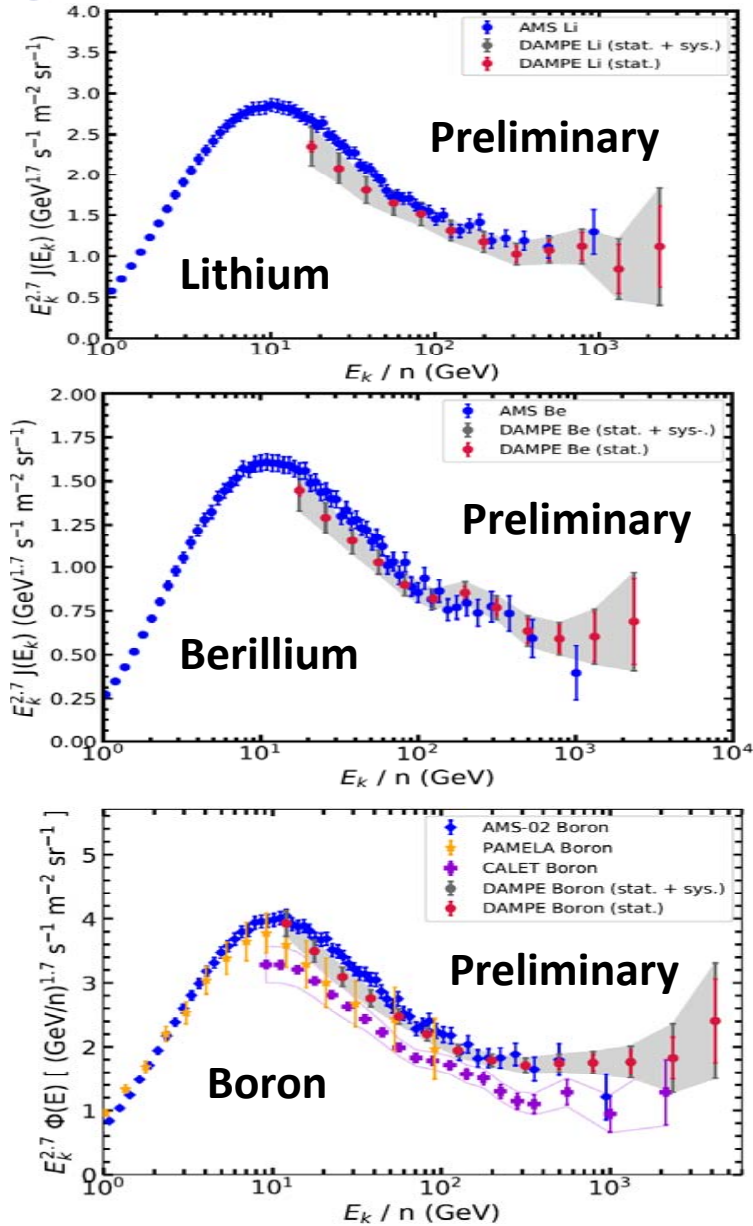 AMS Li
DAMPE Li (stat. + sys.)
DAMPE Li (stat.)
Preliminary
Lithium
E_k^{2.7} J(E_k) (GeV^{1.7} s^{−1} m^{−2} sr^{−1})
4.0
3.5
3.0
2.5
2.0
1.5
1.0
0.5
0.0
10^0 10^1 10^2 10^3
E_k / n (GeV)
AMS Be
DAMPE Be (stat. + sys-.)
DAMPE Be (stat.)
Preliminary
Berillium
E_k^{2.7} J(E_k) (GeV^{1.7} s^{−1} m^{−2} sr^{−1})
2.00
1.75
1.50
1.25
1.00
0.75
0.50
0.25
0.00
10^0 10^1 10^2 10^3 10^4
E_k / n (GeV)
AMS-02 Boron
PAMELA Boron
CALET Boron
DAMPE Boron (stat. + sys.)
DAMPE Boron (stat.)
Preliminary
Boron
E_k^{2.7} Φ(E) [ (GeV/n)^{1.7} s^{−1} m^{−2} sr^{−1} ]
5
4
3
2
1
0
10^0 10^1 10^2 10^3
E_k / n (GeV)